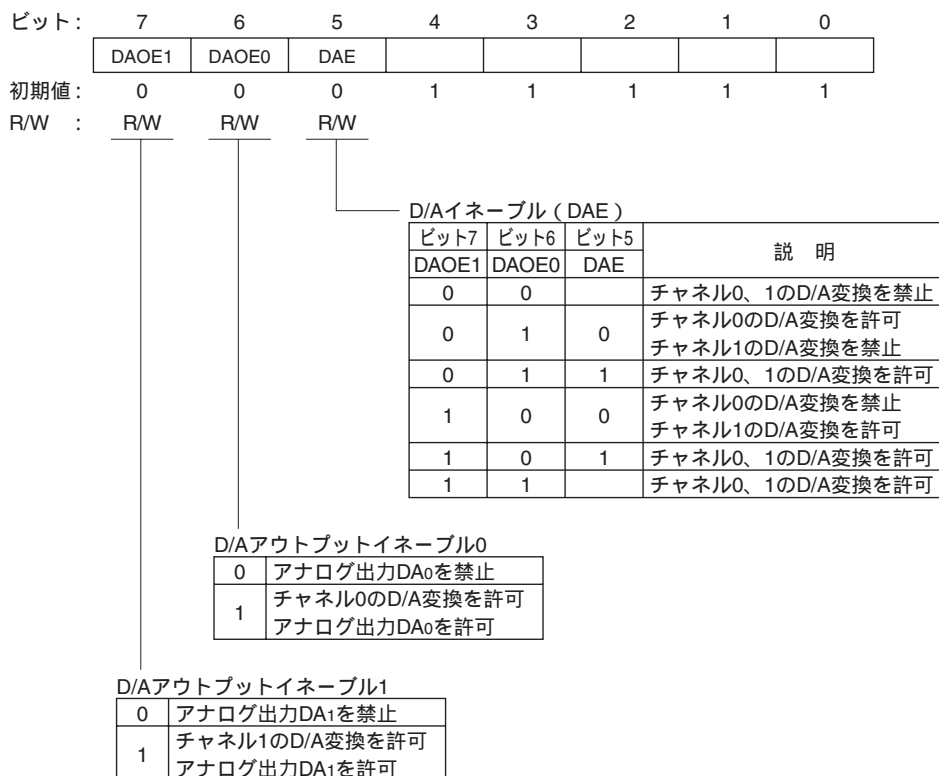 ビット: 7 6 5 4 3 2 1 0
DAOE1 DAOE0 DAE
初期値: 0 0 0 1 1 1 1 1
R/W : R/W R/W R/W
D/Aイネーブル(DAE)
ビット7 ビット6 ビット5 説 明
DAOE1 DAOE0 DAE
0 0 チャネル0、1のD/A変換を禁止
0 1 0 チャネル0のD/A変換を許可
チャネル1のD/A変換を禁止
0 1 1 チャネル0、1のD/A変換を許可
1 0 0 チャネル0のD/A変換を禁止
チャネル1のD/A変換を許可
1 0 1 チャネル0、1のD/A変換を許可
1 1 チャネル0、1のD/A変換を許可
D/Aアウトプットイネーブル0
0 アナログ出力DA0を禁止
1 チャネル0のD/A変換を許可
アナログ出力DA0を許可
D/Aアウトプットイネーブル1
0 アナログ出力DA1を禁止
1 チャネル1のD/A変換を許可
アナログ出力DA1を許可